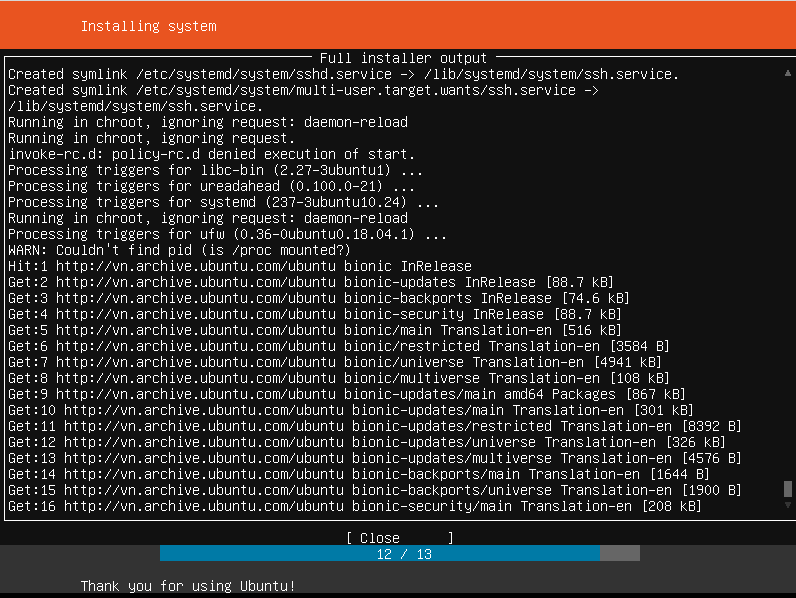 Installing system
Full installer output
Created symlink /etc/systemd/system/sshd.service -> /lib/systemd/system/ssh.service.
Created symlink /etc/systemd/system/multi-user.target.wants/ssh.service ->
/lib/systemd/system/ssh.service.
Running in chroot, ignoring request: daemon-reload
Running in chroot, ignoring request.
invoke-rc.d: policy-rc.d denied execution of start.
Processing triggers for libc-bin (2.27-3ubuntu1) ...
Processing triggers for ureadahead (0.100.0-21) ...
Processing triggers for systemd (237-3ubuntu10.24) ...
Running in chroot, ignoring request: daemon-reload
Processing triggers for ufw (0.36-0ubuntu0.18.04.1) ...
WARN: Couldn't find pid (is /proc mounted?)
Hit:1 http://vn.archive.ubuntu.com/ubuntu bionic InRelease
Get:2 http://vn.archive.ubuntu.com/ubuntu bionic-updates InRelease [88.7 kB]
Get:3 http://vn.archive.ubuntu.com/ubuntu bionic-backports InRelease [74.6 kB]
Get:4 http://vn.archive.ubuntu.com/ubuntu bionic-security InRelease [88.7 kB]
Get:5 http://vn.archive.ubuntu.com/ubuntu bionic/main Translation-en [516 kB]
Get:6 http://vn.archive.ubuntu.com/ubuntu bionic/restricted Translation-en [3584 B]
Get:7 http://vn.archive.ubuntu.com/ubuntu bionic/universe Translation-en [4941 kB]
Get:8 http://vn.archive.ubuntu.com/ubuntu bionic/multiverse Translation-en [108 kB]
Get:9 http://vn.archive.ubuntu.com/ubuntu bionic-updates/main amd64 Packages [867 kB]
Get:10 http://vn.archive.ubuntu.com/ubuntu bionic-updates/main Translation-en [301 kB]
Get:11 http://vn.archive.ubuntu.com/ubuntu bionic-updates/restricted Translation-en [8392 B]
Get:12 http://vn.archive.ubuntu.com/ubuntu bionic-updates/universe Translation-en [326 kB]
Get:13 http://vn.archive.ubuntu.com/ubuntu bionic-updates/multiverse Translation-en [4576 B]
Get:14 http://vn.archive.ubuntu.com/ubuntu bionic-backports/main Translation-en [1644 B]
Get:15 http://vn.archive.ubuntu.com/ubuntu bionic-backports/universe Translation-en [1900 B]
Get:16 http://vn.archive.ubuntu.com/ubuntu bionic-security/main Translation-en [208 kB]
[ Close ]
12 / 13
Thank you for using Ubuntu!